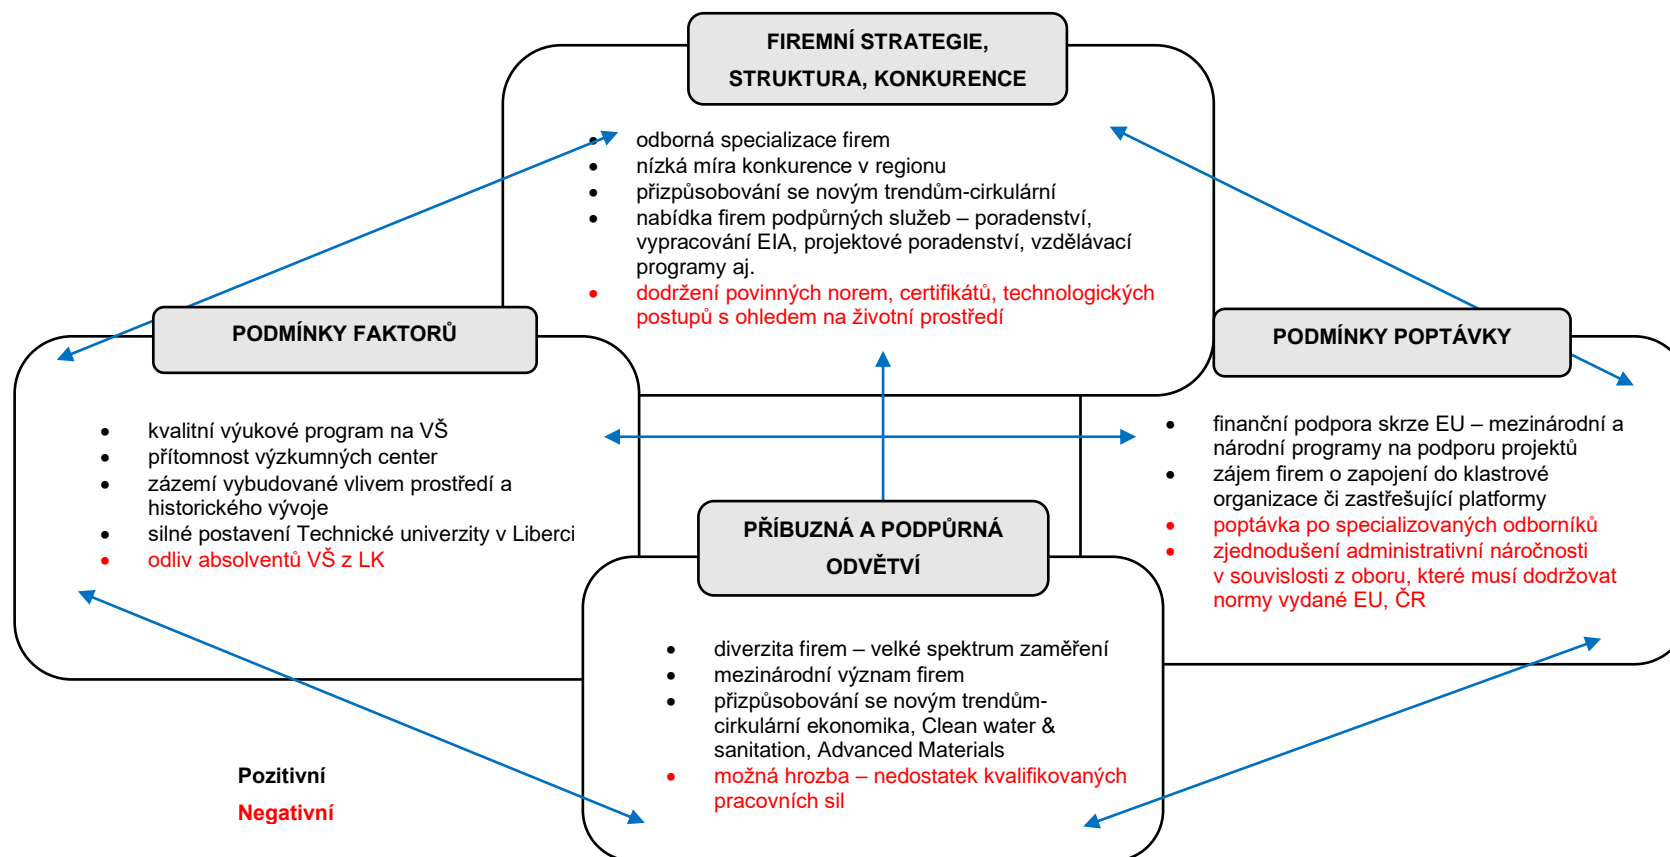 FIREMNÍ STRATEGIE,
STRUKTURA, KONKURENCE
• odborná specializace firem
• nízká míra konkurence v regionu
• přizpůsobování se novým trendům-cirkulární
• nabídka firem podpůrných služeb – poradenství,
vypracování EIA, projektové poradenství, vzdělávací
programy aj.
• dodržení povinných norem, certifikátů, technologických
postupů s ohledem na životní prostředí
PODMÍNKY FAKTORŮ
• kvalitní výukové program na VŠ
• přítomnost výzkumných center
• zázemí vybudované vlivem prostředí a
historického vývoje
• silné postavení Technické univerzity v Liberci
• odliv absolventů VŠ z LK
PODMÍNKY POPTÁVKY
• finanční podpora skrze EU – mezinárodní a
národní programy na podporu projektů
• zájem firem o zapojení do klastrové
organizace či zastřešující platformy
• poptávka po specializovaných odborníků
• zjednodušení administrativní náročnosti
v souvislosti z oboru, které musí dodržovat
normy vydané EU, ČR
PŘÍBUZNÁ A PODPŮRNÁ
ODVĚTVÍ
• diverzita firem – velké spektrum zaměření
• mezinárodní význam firem
• přizpůsobování se novým trendům-
cirkulární ekonomika, Clean water &
sanitation, Advanced Materials
• možná hrozba – nedostatek kvalifikovaných
pracovních sil
Pozitivní
Negativní